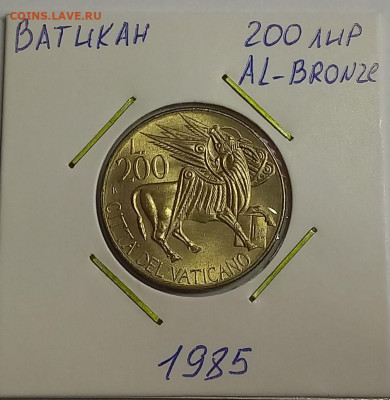 COINS.LAVE.RU
ВАТИКАН 200 ЛИР
AL-BRONZE
L.
200
R
CITTA' DEL VATICANO
1985